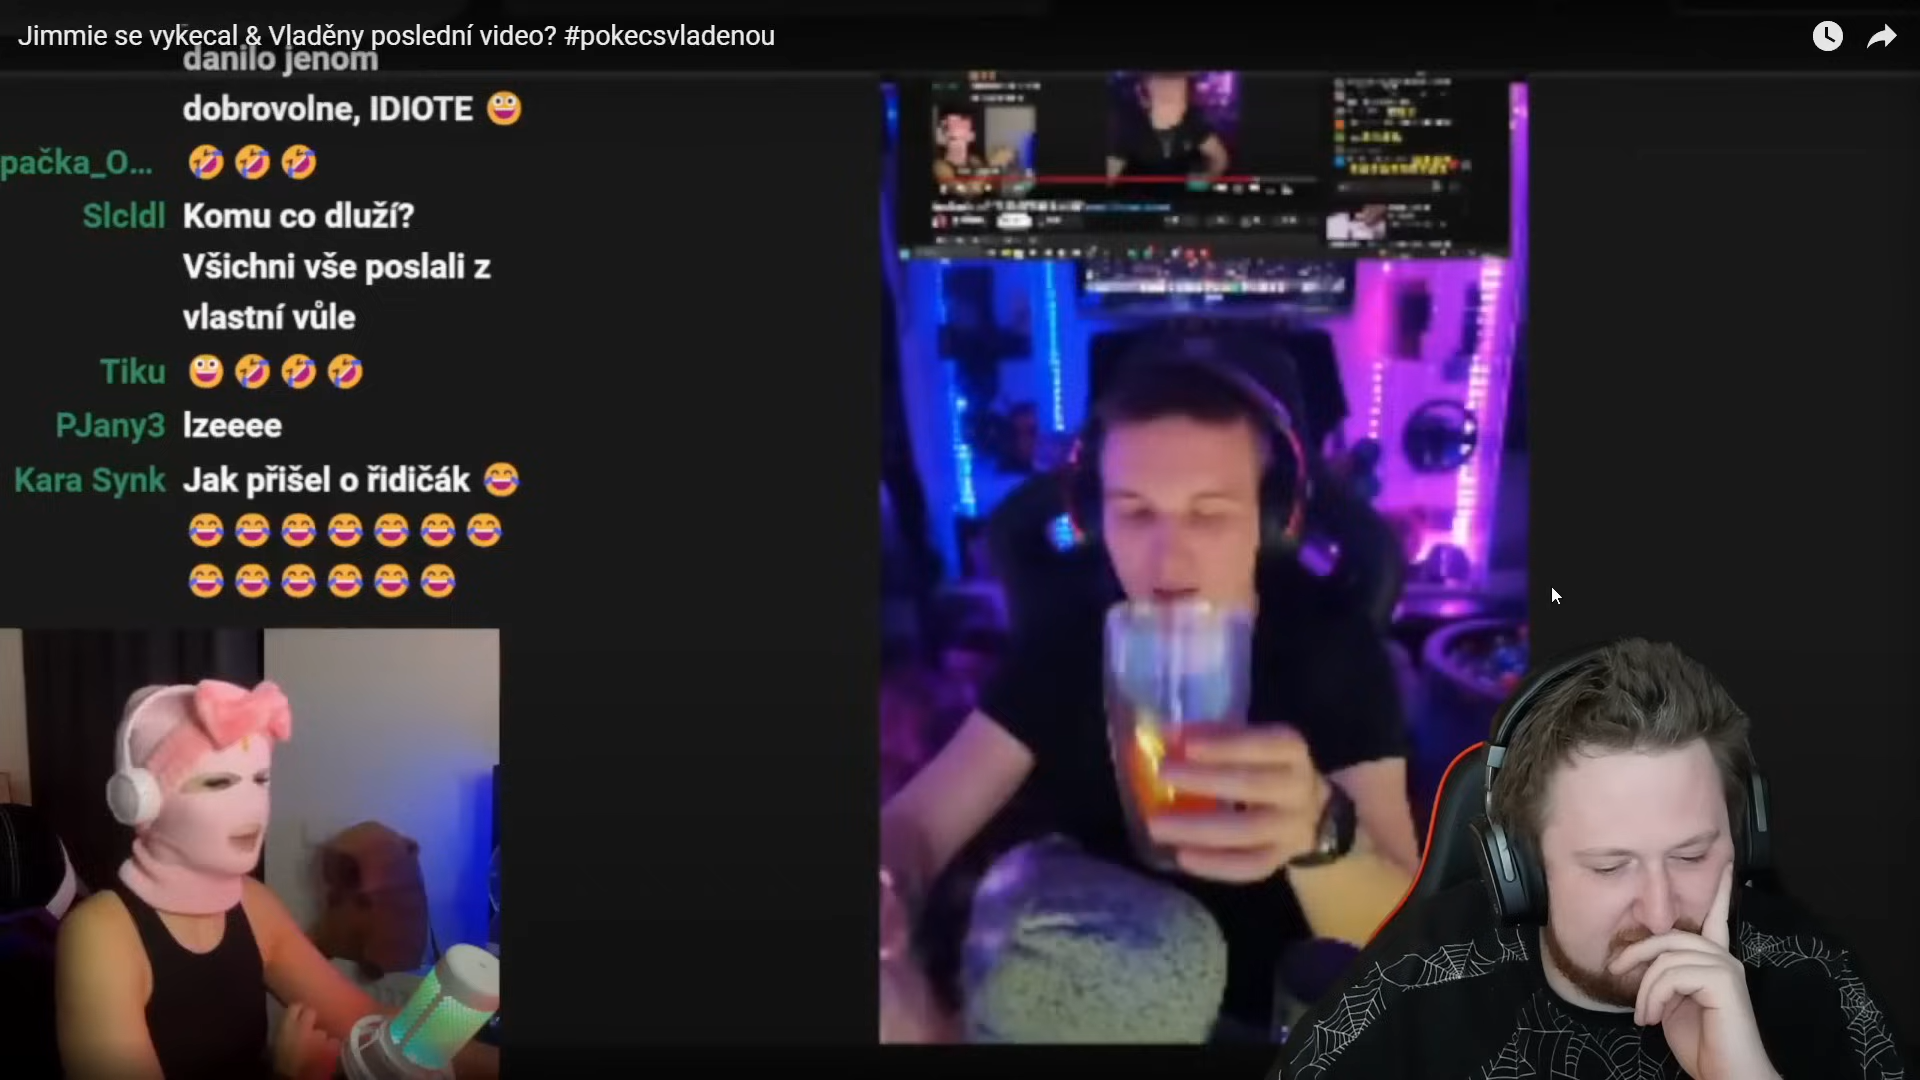 Jimmie se vykecal & Vladěny poslední video? #pokecsvladenou
danilo jenom
dobrovolne, IDIOTE 😀
pačka_O... 🤣🤣🤣
Slcldl Komu co dluží?
Všichni vše poslali z
vlastní vůle
Tiku 😀🤣🤣🤣
PJany3 lzeeee
Kara Synk Jak přišel o řidičák 😂
😂😂😂😂😂😂😂
😂😂😂😂😂😂